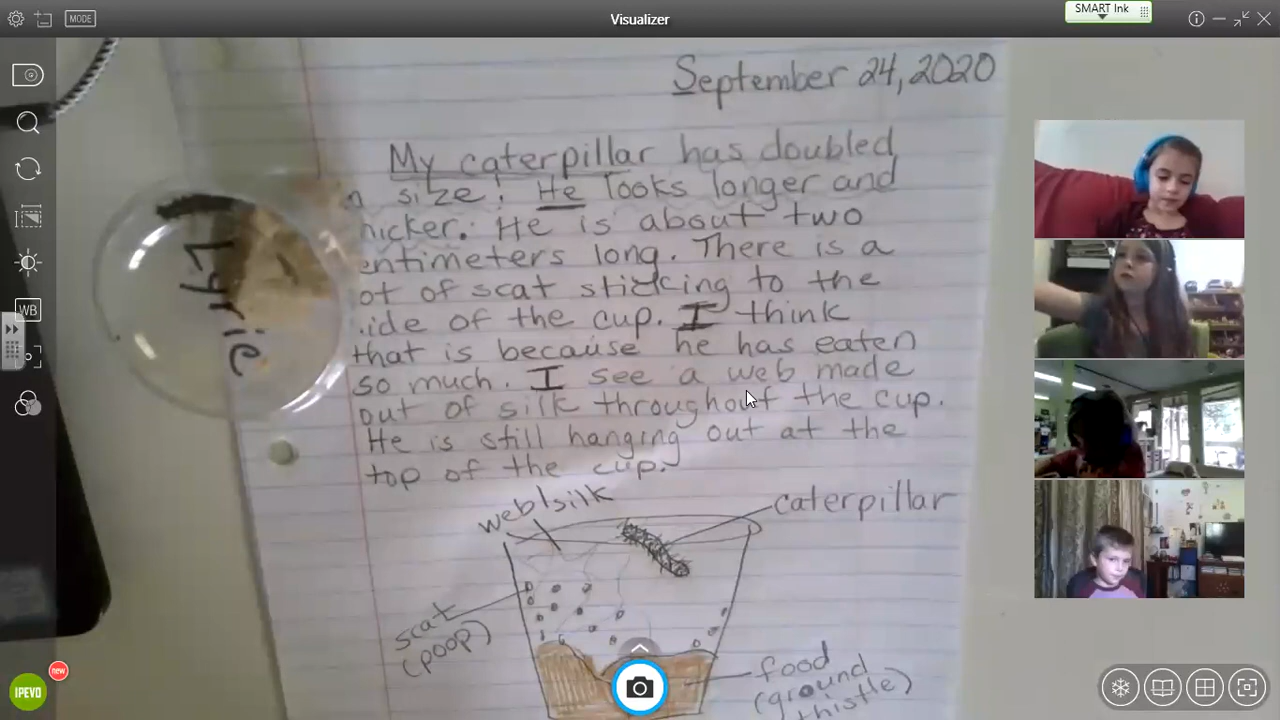 Visualizer
SMART Ink
MODE
September 24, 2020
My caterpillar has doubled
n size! He looks longer and
hicker. He is about two
entimeters long. There is a
ot of scat sticking to the
ide of the cup. I think
that is because he has eaten
so much. I see a web made
out of silk throughout the cup.
He is still hanging out at the
top of the cup.
Lyric
web/silk
caterpillar
scat
(poop)
food
(ground
thistle)
WB
new
IPEVO